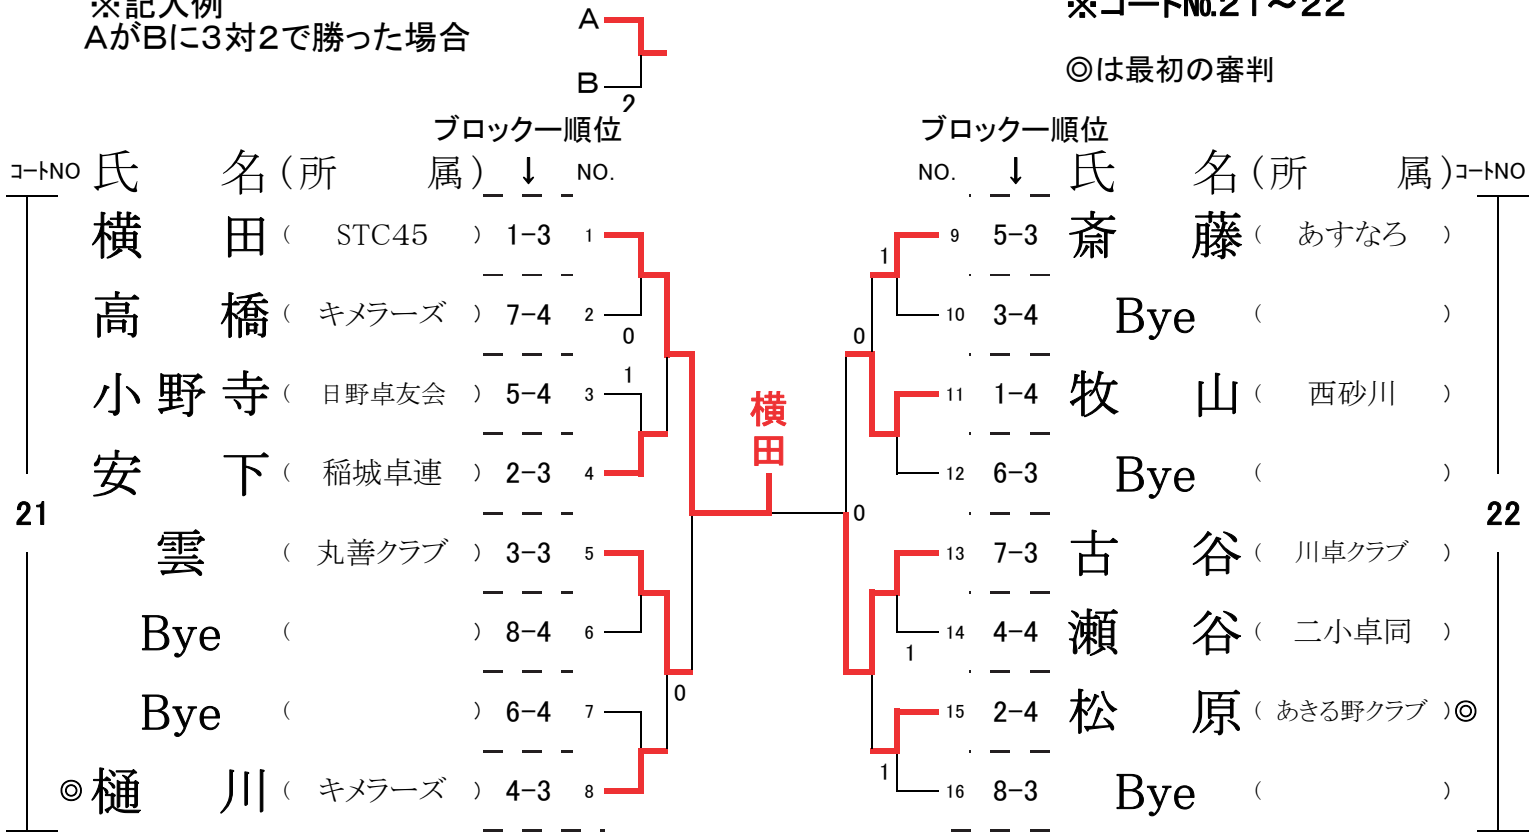 ※記入例
AがBに3対2で勝った場合
A
B
2
※コートNo.21～22
◎は最初の審判
ブロックー順位 ブロックー順位
コートNO 氏 名(所 属) ↓ NO. NO. ↓ 氏 名(所 属) コートNO
横 田 ( STC45 ) 1-3 1 9 5-3 斎 藤 ( あすなろ )
1
高 橋 ( キメラーズ ) 7-4 2 10 3-4 Bye ( )
0 0
小野寺 ( 日野卓友会 ) 5-4 3 1 11 1-4 牧 山 ( 西砂川 )
横田
安 下 ( 稲城卓連 ) 2-3 4 12 6-3 Bye ( )
21 0 22
雲 ( 丸善クラブ ) 3-3 5 13 7-3 古 谷 ( 川卓クラブ )
Bye ( ) 8-4 6 14 4-4 瀬 谷 ( 二小卓同 )
1
0
Bye ( ) 6-4 7 15 2-4 松 原 ( あきる野クラブ )◎
1
◎樋 川 ( キメラーズ ) 4-3 8 16 8-3 Bye ( )